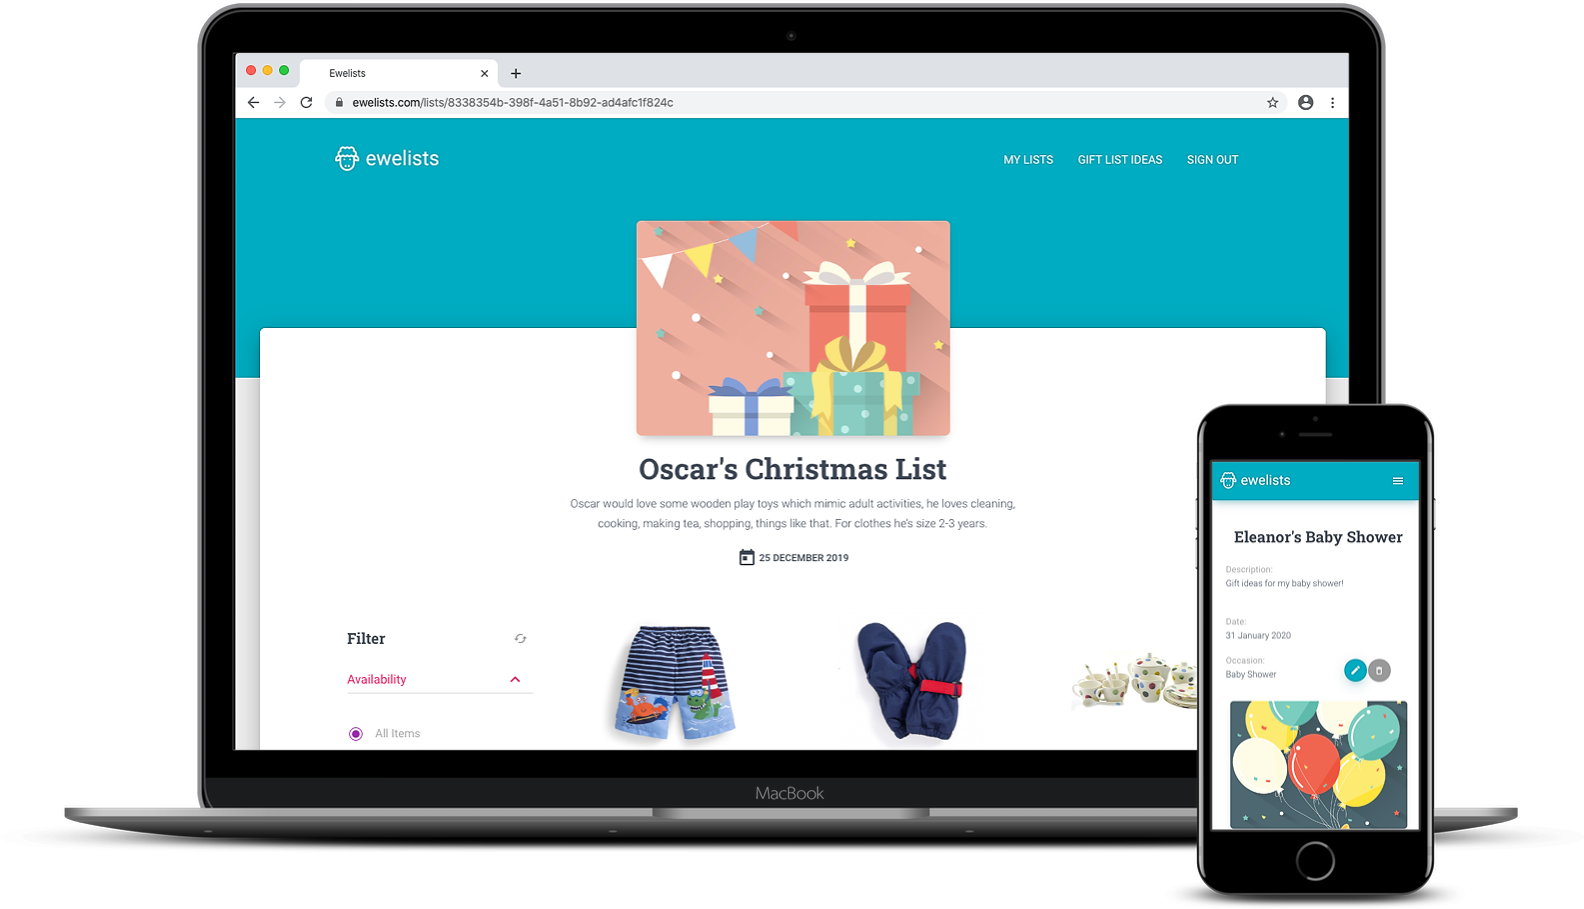 Ewelists
ewelists.com/lists/8338354b-398f-4a51-8b92-ad4afc1f824c
ewelists
MY LISTS
GIFT LIST IDEAS
SIGN OUT
Oscar's Christmas List
Oscar would love some wooden play toys which mimic adult activities, he loves cleaning,
cooking, making tea, shopping, things like that. For clothes he's size 2-3 years.
25 DECEMBER 2019
Filter
Availability
All Items
MacBook
ewelists
Eleanor's Baby Shower
Description:
Gift ideas for my baby shower!
Date:
31 January 2020
Occasion:
Baby Shower